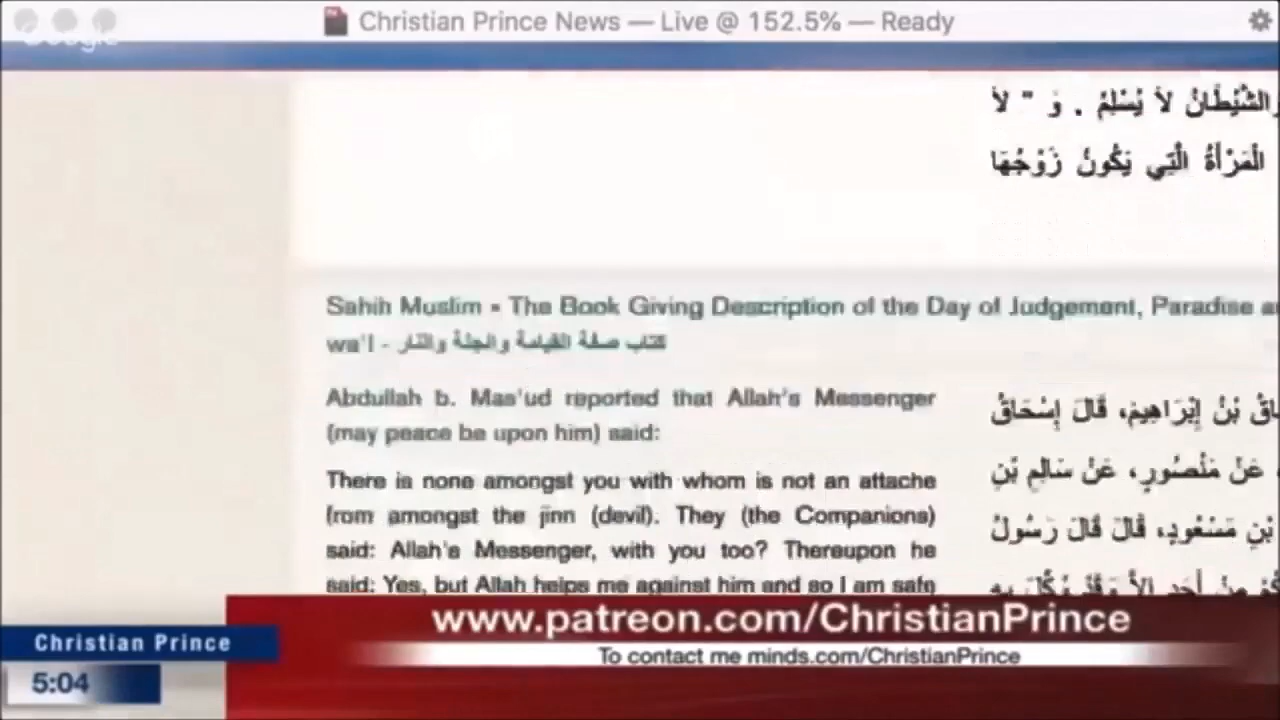 Christian Prince News — Live @ 152.5% — Ready
Google
والشَّيْطَانُ لاَ يُسْلِمُ . وَ " لاَ
الْمَرْأَةُ الَّتِي يَكُونُ زَوْجُهَا
Sahih Muslim - The Book Giving Description of the Day of Judgement, Paradise
wa'l - كتاب صفة القيامة والجنة والنار
Abdullah b. Mas'ud reported that Allah's Messenger
(may peace be upon him) said:
There is none amongst you with whom is not an attache
from amongst the jinn (devil). They (the Companions)
said: Allah's Messenger, with you too? Thereupon he
said: Yes, but Allah helps me against him and so I am safe
بْنُ إِبْرَاهِيمَ، قَالَ إِسْحَاقُ
عَنْ مَنْصُورٍ، عَنْ سَالِمِ بْنِ
بْنِ مَسْعُودٍ، قَالَ قَالَ رَسُولُ
مِنْ أَحَدٍ إِلاَّ وَقَدْ وُكِّلَ بِهِ
www.patreon.com/ChristianPrince
To contact me minds.com/ChristianPrince
Christian Prince
5:04